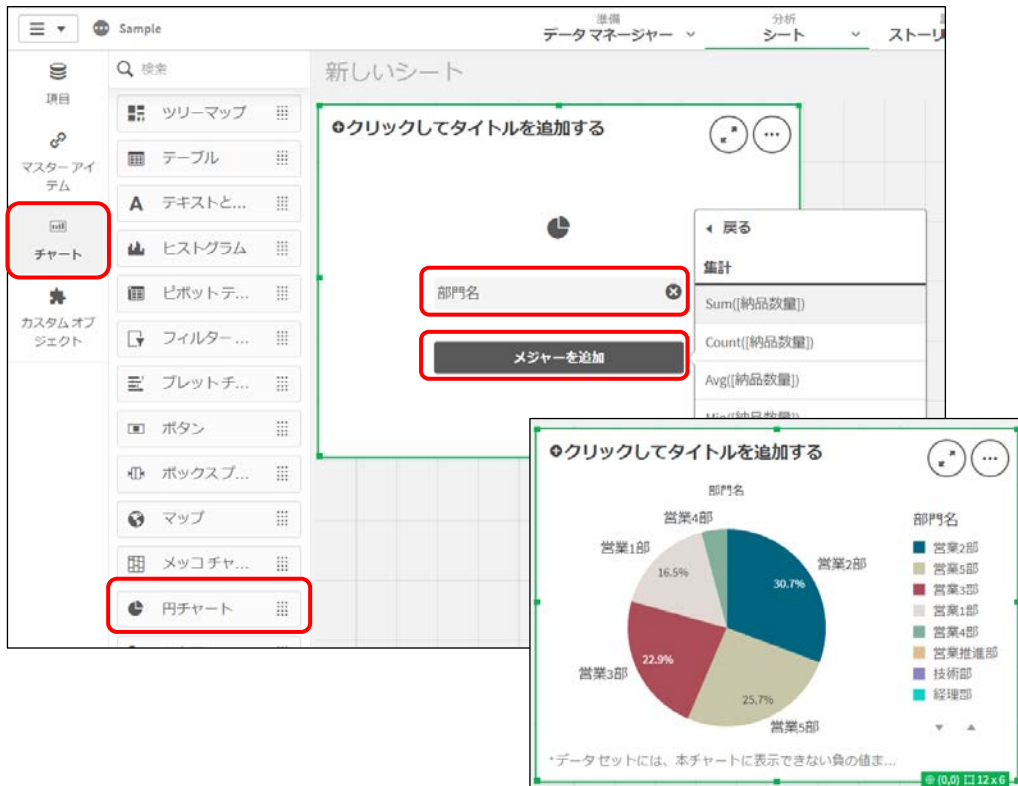 Sample
準備
データ マネージャー
分析
シート
ストーリ
項目
マスター アイ
テム
チャート
カスタム オブ
ジェクト
検索
ツリーマップ
テーブル
テキストと...
ヒストグラム
ピボットテ...
フィルター ...
ブレットチ...
ボタン
ボックスプ...
マップ
メッコ チャ...
円チャート
新しいシート
クリックしてタイトルを追加する
部門名
メジャーを追加
戻る
集計
Sum([納品数量])
Count([納品数量])
Avg([納品数量])
Min([納品数量])
クリックしてタイトルを追加する
部門名
営業4部
営業1部
営業2部
営業3部
営業5部
16.5%
30.7%
22.9%
25.7%
部門名
営業2部
営業5部
営業3部
営業1部
営業4部
営業推進部
技術部
経理部
*データ セットには、本チャートに表示できない負の値ま...
(0,0) 12 x 6